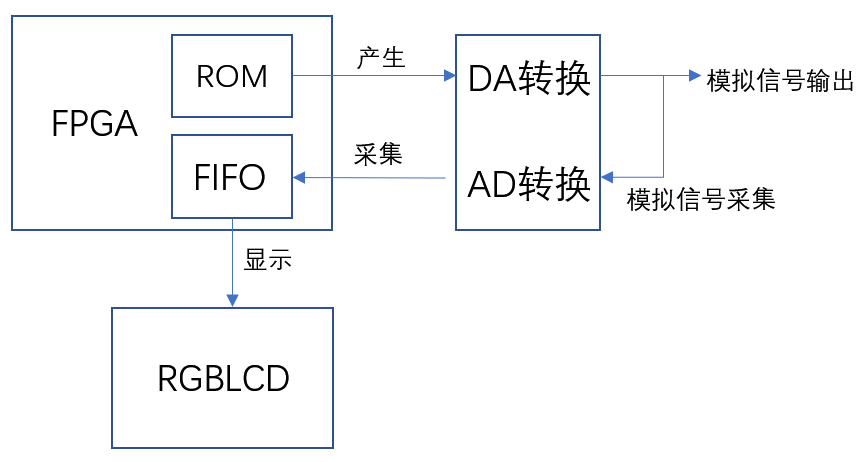 ROM
产生
DA转换
模拟信号输出
FPGA
FIFO
采集
AD转换
模拟信号采集
显示
RGBLCD